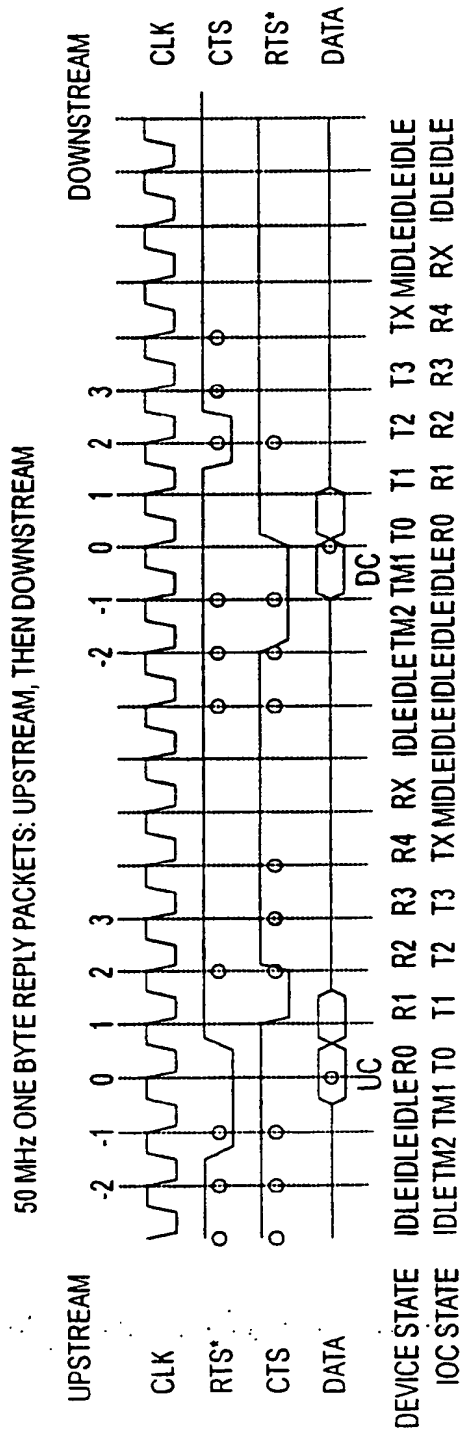 50 MHz ONE BYTE REPLY PACKETS: UPSTREAM, THEN DOWNSTREAM
UPSTREAM DOWNSTREAM
-2 -1 0 1 2 3 -2 -1 0 1 2 3
CLK CLK
RTS* CTS
CTS RTS*
DATA DATA
UC DC
DEVICE STATE IDLE IDLE IDLE R0 R1 R2 R3 R4 RX IDLE IDLE TM2 TM1 T0 T1 T2 T3 TX MIDLE IDLE IDLE
IOC STATE IDLE TM2 TM1 T0 T1 T2 T3 TX MIDLE IDLE IDLE IDLE R0 R1 R2 R3 R4 RX IDLE IDLE